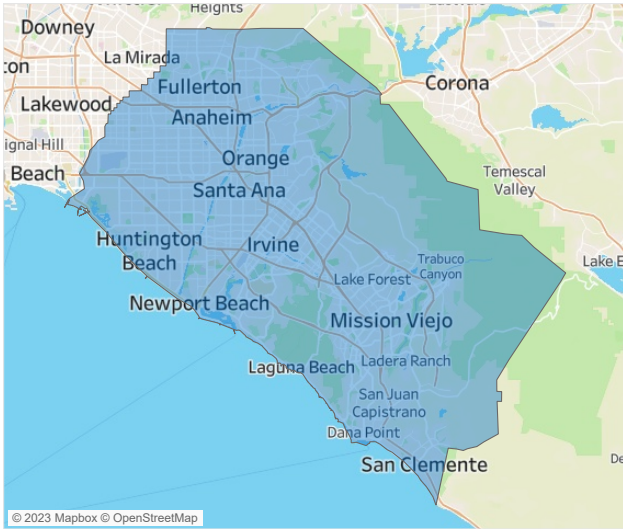 Heights
Downey
La Mirada
ton
Fullerton
Corona
Lakewood
Anaheim
ignal Hill
Orange
Beach
Temescal
Valley
Santa Ana
Huntington
Beach
Irvine
Trabuco
Canyon
Lake E
Lake Forest
Newport Beach
Mission Viejo
Laguna Beach
Ladera Ranch
San Juan
Capistrano
Dana Point
San Clemente
De
© 2023 Mapbox © OpenStreetMap